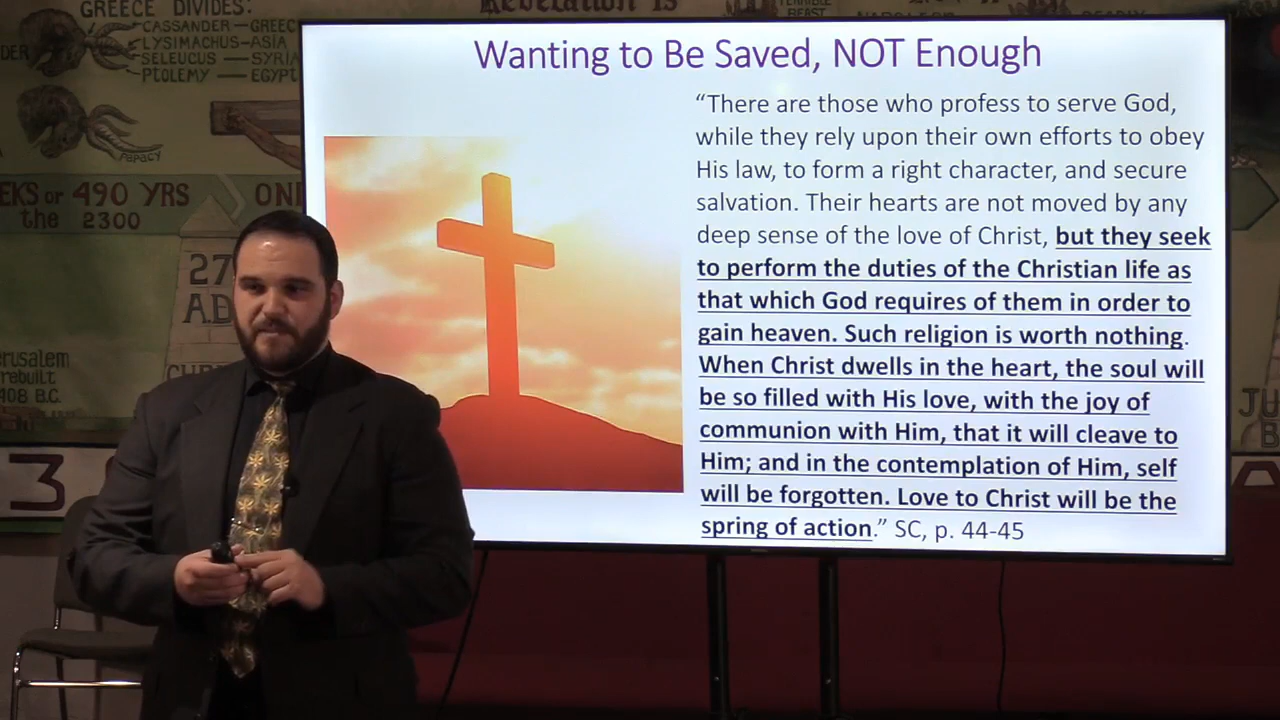 GREECE DIVIDES:
CASSANDER—GREECE
LYSIMACHUS—ASIA
SELEUCUS—SYRIA
PTOLEMY—EGYPT
PAPACY
Revelation is
TERRIBLE
BEAST
NAPOLEON
DEADLY
EKS or 490 YRS
the 2300
ONE
27
A.D.
erusalem
rebuilt
408 B.C.
3
Wanting to Be Saved, NOT Enough
“There are those who profess to serve God,
while they rely upon their own efforts to obey
His law, to form a right character, and secure
salvation. Their hearts are not moved by any
deep sense of the love of Christ, but they seek
to perform the duties of the Christian life as
that which God requires of them in order to
gain heaven. Such religion is worth nothing.
When Christ dwells in the heart, the soul will
be so filled with His love, with the joy of
communion with Him, that it will cleave to
Him; and in the contemplation of Him, self
will be forgotten. Love to Christ will be the
spring of action.” SC, p. 44-45